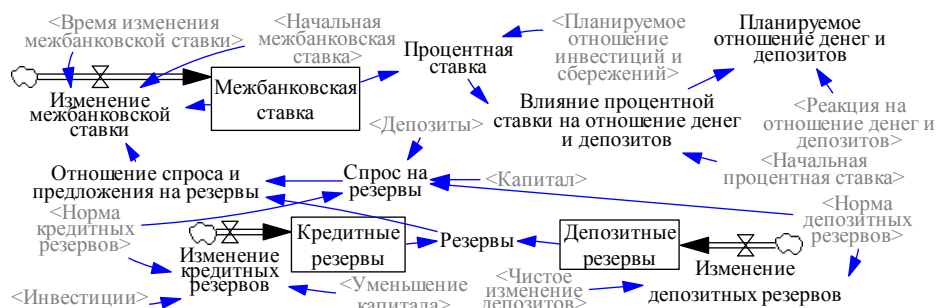 <Время изменения
межбанковской ставки>
<Начальная
межбанковская
ставка>
Процентная
ставка
<Планируемое
отношение
инвестиций и
сбережений>
Планируемое
отношение денег и
депозитов
Изменение
межбанковской
ставки
Межбанковская
ставка
Влияние процентной
ставки на отношение денег
и депозитов
<Реакция на
отношение денег и
депозитов>
<Депозиты>
<Начальная
процентная ставка>
Отношение спроса и
предложения на резервы
Спрос на
резервы
<Капитал>
<Норма
кредитных
резервов>
<Норма
депозитных
резервов>
Изменение
кредитных
резервов
Кредитные
резервы
Резервы
Депозитные
резервы
Изменение
депозитных резервов
<Инвестиции>
<Уменьшение
капитала>
<Чистое
изменение
депозитов>